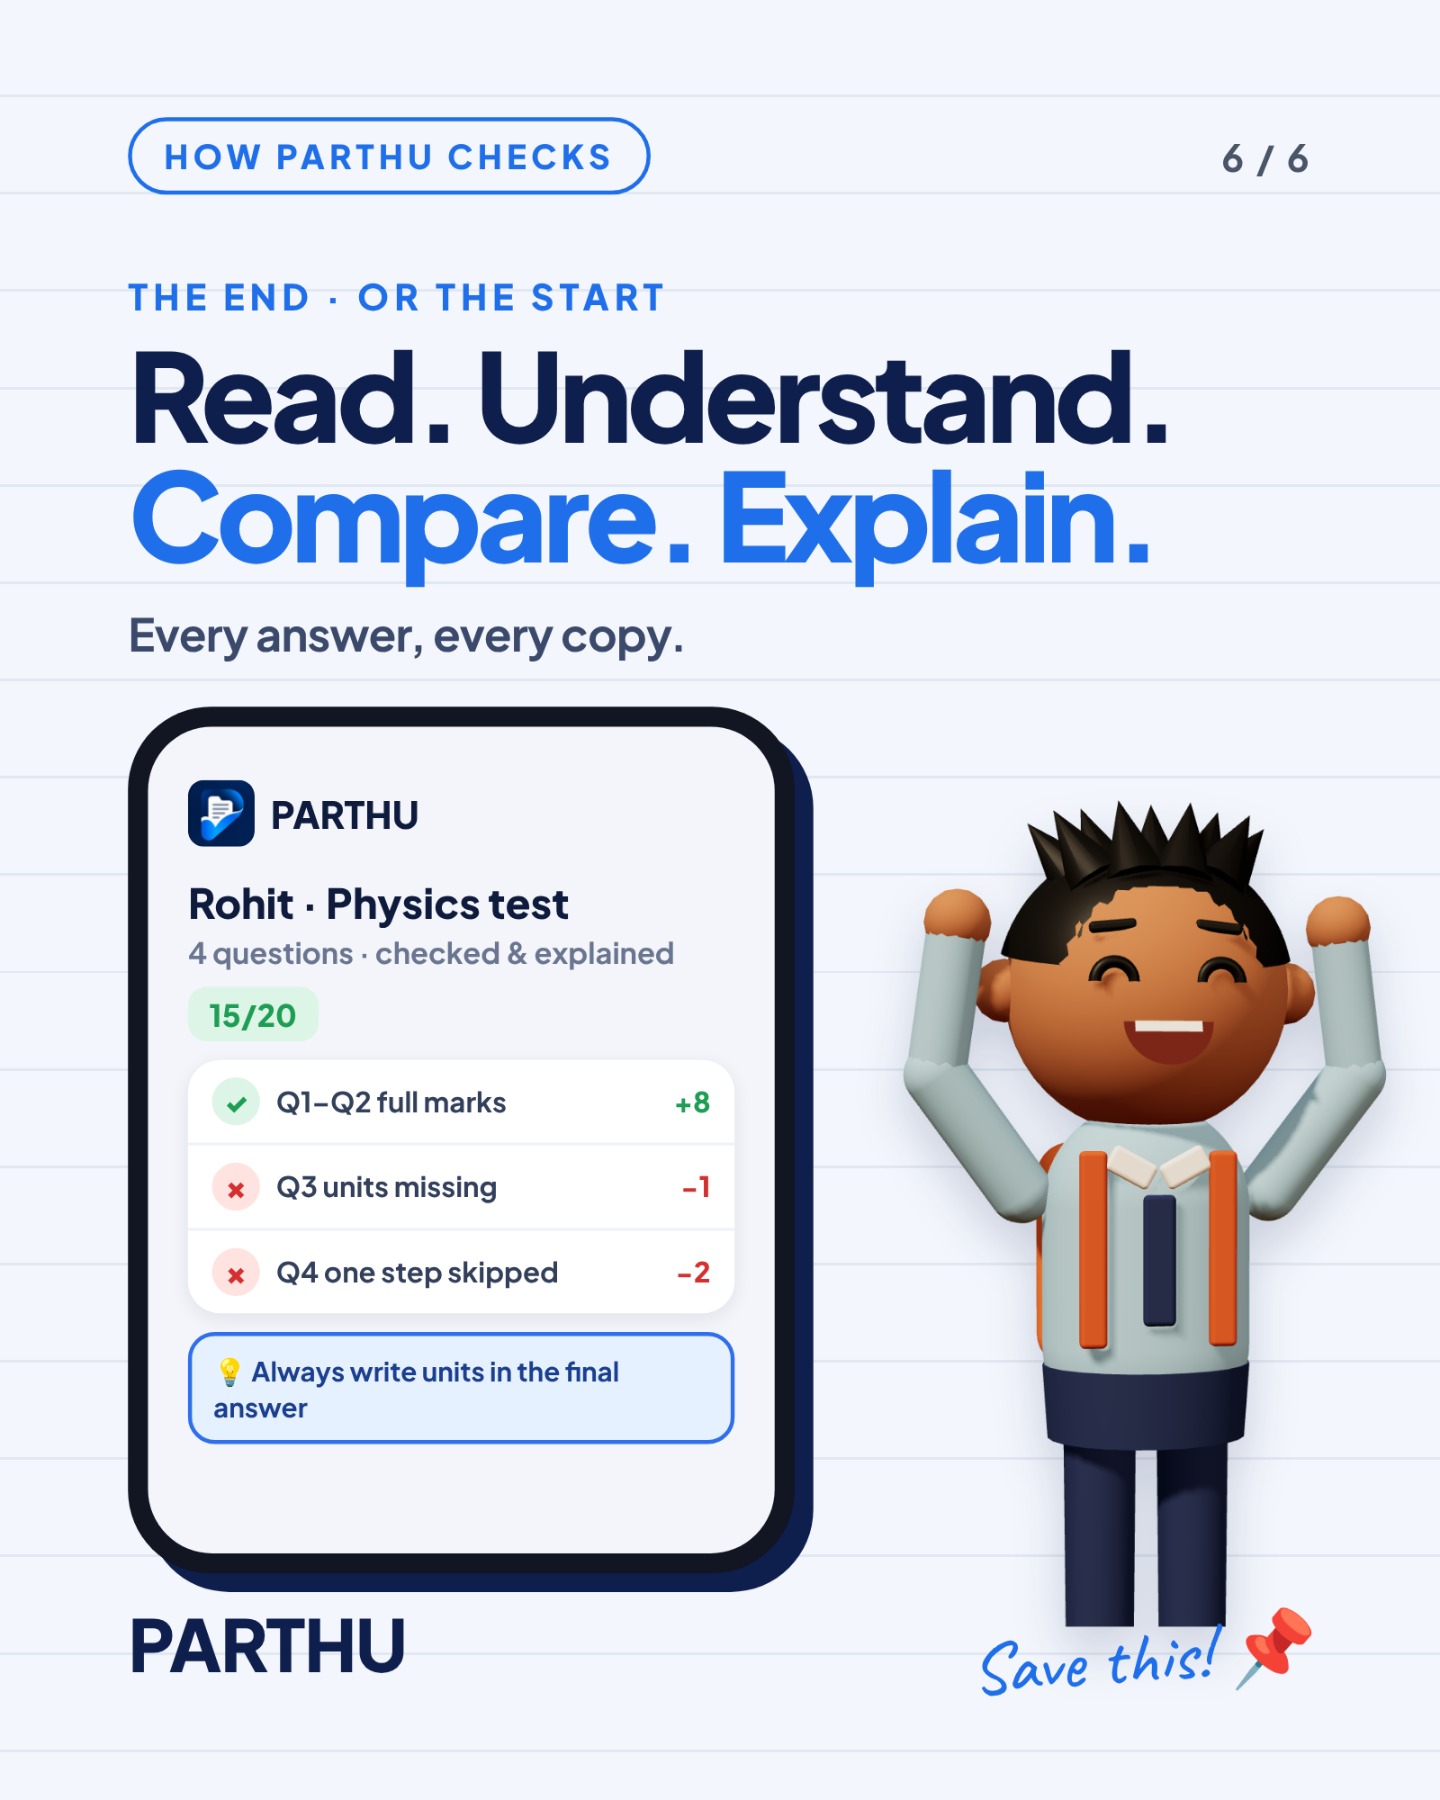 HOW PARTHU CHECKS
6 / 6
THE END · OR THE START
Read. Understand.
Compare. Explain.
Every answer, every copy.
PARTHU
Rohit · Physics test
4 questions · checked & explained
15/20
Q1–Q2 full marks +8
Q3 units missing −1
Q4 one step skipped −2
💡 Always write units in the final
answer
PARTHU
Save this! 📌